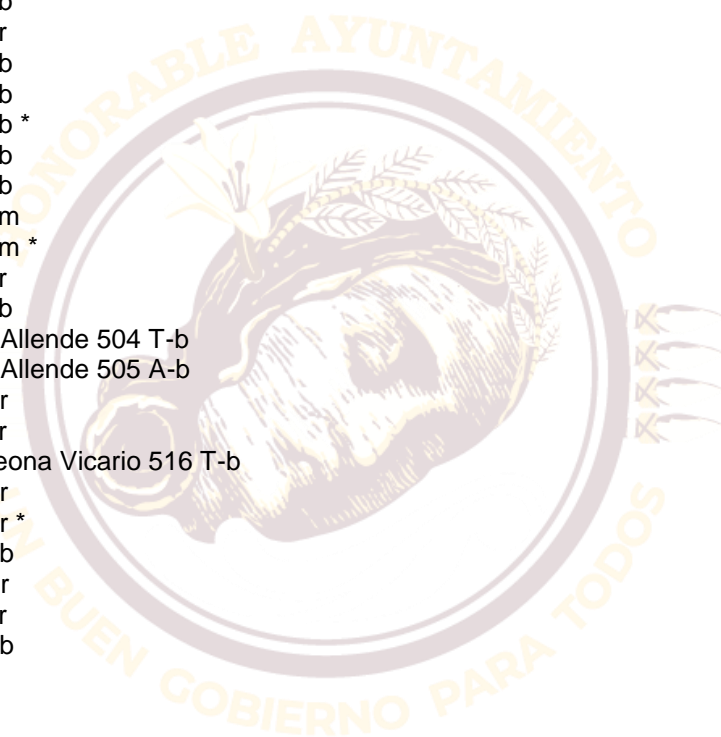 b
r
b
b
b *
b
b
m
m *
r
b
Allende 504 T-b
Allende 505 A-b
r
r
eona Vicario 516 T-b
r
r *
b
r
r
b
HONORABLE AYUNTAMIENTO
UN BUEN GOBIERNO PARA TODOS